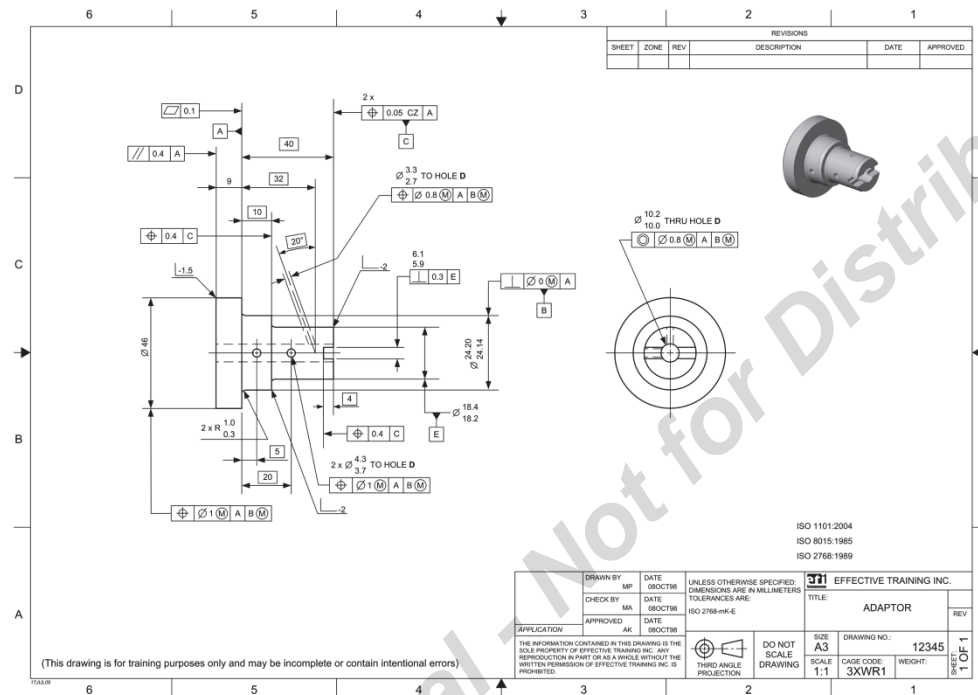 6 5 4 3 2 1
REVISIONS
SHEET ZONE REV DESCRIPTION DATE APPROVED
D
C
B
A
0.1
A
// 0.4 A
2 x
⌖ 0.05 CZ A
C
40
9 32
10
20°
Ø 3.3
2.7 TO HOLE D
⌖ Ø 0.8 Ⓜ A B Ⓜ
⌖ 0.4 C
-1.5
-2
6.1
5.9
⊥ 0.3 E
⊥ Ø 0 Ⓜ A
B
Ø 46
Ø 24.20
24.14
4
Ø 18.4
18.2
E
⌖ 0.4 C
2 x R 1.0
0.3
5
20
2 x Ø 4.3
3.7 TO HOLE D
⌖ Ø 1 Ⓜ A B Ⓜ
-2
⌖ Ø 1 Ⓜ A B Ⓜ
Ø 10.2
10.0 THRU HOLE D
◎ Ø 0.8 Ⓜ A B Ⓜ
ISO 1101:2004
ISO 8015:1985
ISO 2768:1989
APPLICATION
DRAWN BY
MP
DATE
08OCT98
CHECK BY
MA
DATE
08OCT98
APPROVED
AK
DATE
08OCT98
UNLESS OTHERWISE SPECIFIED:
DIMENSIONS ARE IN MILLIMETERS
TOLERANCES ARE:
ISO 2768-mK-E
eti EFFECTIVE TRAINING INC.
TITLE:
ADAPTOR
REV
THE INFORMATION CONTAINED IN THIS DRAWING IS THE
SOLE PROPERTY OF EFFECTIVE TRAINING INC. ANY
REPRODUCTION IN PART OR AS A WHOLE WITHOUT THE
WRITTEN PERMISSION OF EFFECTIVE TRAINING INC. IS
PROHIBITED.
THIRD ANGLE
PROJECTION
DO NOT
SCALE
DRAWING
SIZE
A3
DRAWING NO.:
12345
SCALE
1:1
CAGE CODE:
3XWR1
WEIGHT:
SHEET:
1 OF 1
(This drawing is for training purposes only and may be incomplete or contain intentional errors)
17JUL09
6 5 4 3 2 1
al - Not for Distrib